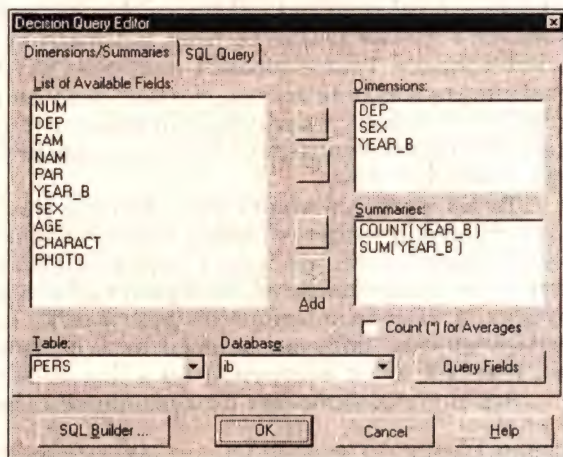 Decision Query Editor
Dimensions/Summaries
SQL Query
List of Available Fields:
NUM
DEP
FAM
NAM
PAR
YEAR_B
SEX
AGE
CHARACT
PHOTO
Add
Dimensions:
DEP
SEX
YEAR_B
Summaries:
COUNT( YEAR_B )
SUM( YEAR_B )
Count (*) for Averages
Table:
PERS
Database:
ib
Query Fields
SQL Builder ...
OK
Cancel
Help